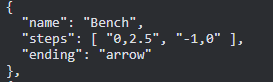 {
"name": "Bench",
"steps": [ "0,2.5", "-1,0" ],
"ending": "arrow"
},